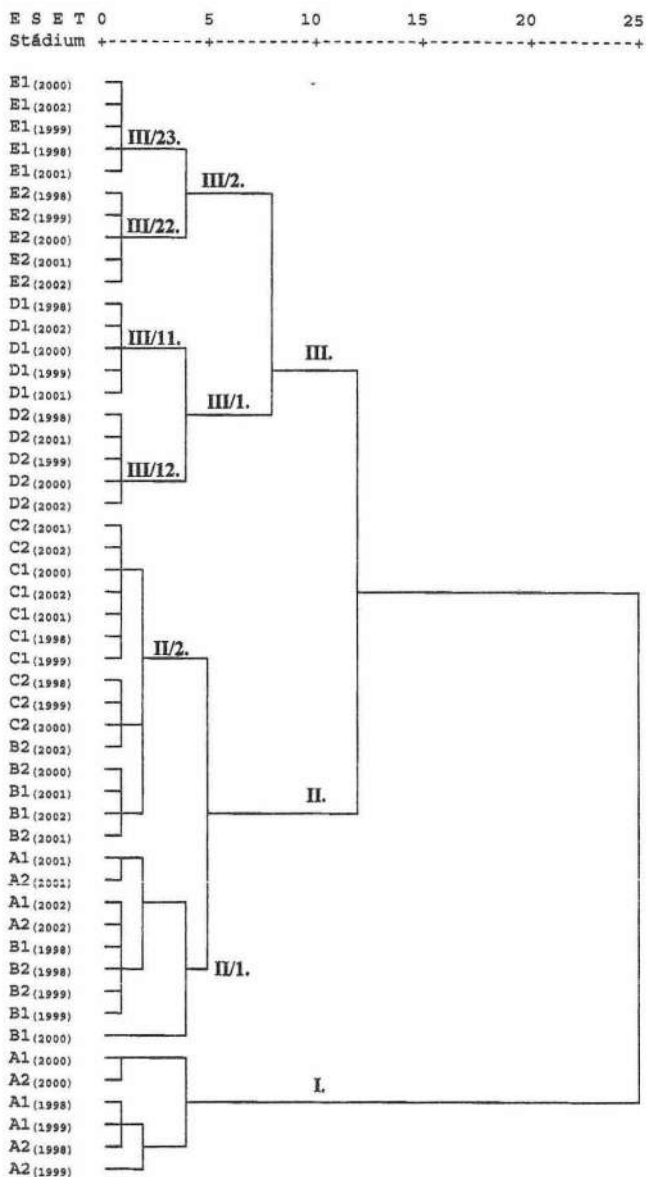 E S E T 0 5 10 15 20 25
Stádium +---------+---------+---------+---------+---------+
E1 (2000)
E1 (2002)
E1 (1999)
E1 (1998) III/23.
E1 (2001)
E2 (1998) III/2.
E2 (1999)
E2 (2000) III/22.
E2 (2001)
E2 (2002)
D1 (1998)
D1 (2002)
D1 (2000) III/11.
D1 (1999) III.
D1 (2001)
D2 (1998) III/1.
D2 (2001)
D2 (1999)
D2 (2000) III/12.
D2 (2002)
C2 (2001)
C2 (2002)
C1 (2000)
C1 (2002)
C1 (2001)
C1 (1998)
C1 (1999) II/2.
C2 (1998)
C2 (1999)
C2 (2000)
B2 (2002)
B2 (2000)
B1 (2001) II.
B1 (2002)
B2 (2001)
A1 (2001)
A2 (2001)
A1 (2002)
A2 (2002)
B1 (1998)
B2 (1998) II/1.
B2 (1999)
B1 (1999)
B1 (2000)
A1 (2000)
A2 (2000) I.
A1 (1998)
A1 (1999)
A2 (1998)
A2 (1999)